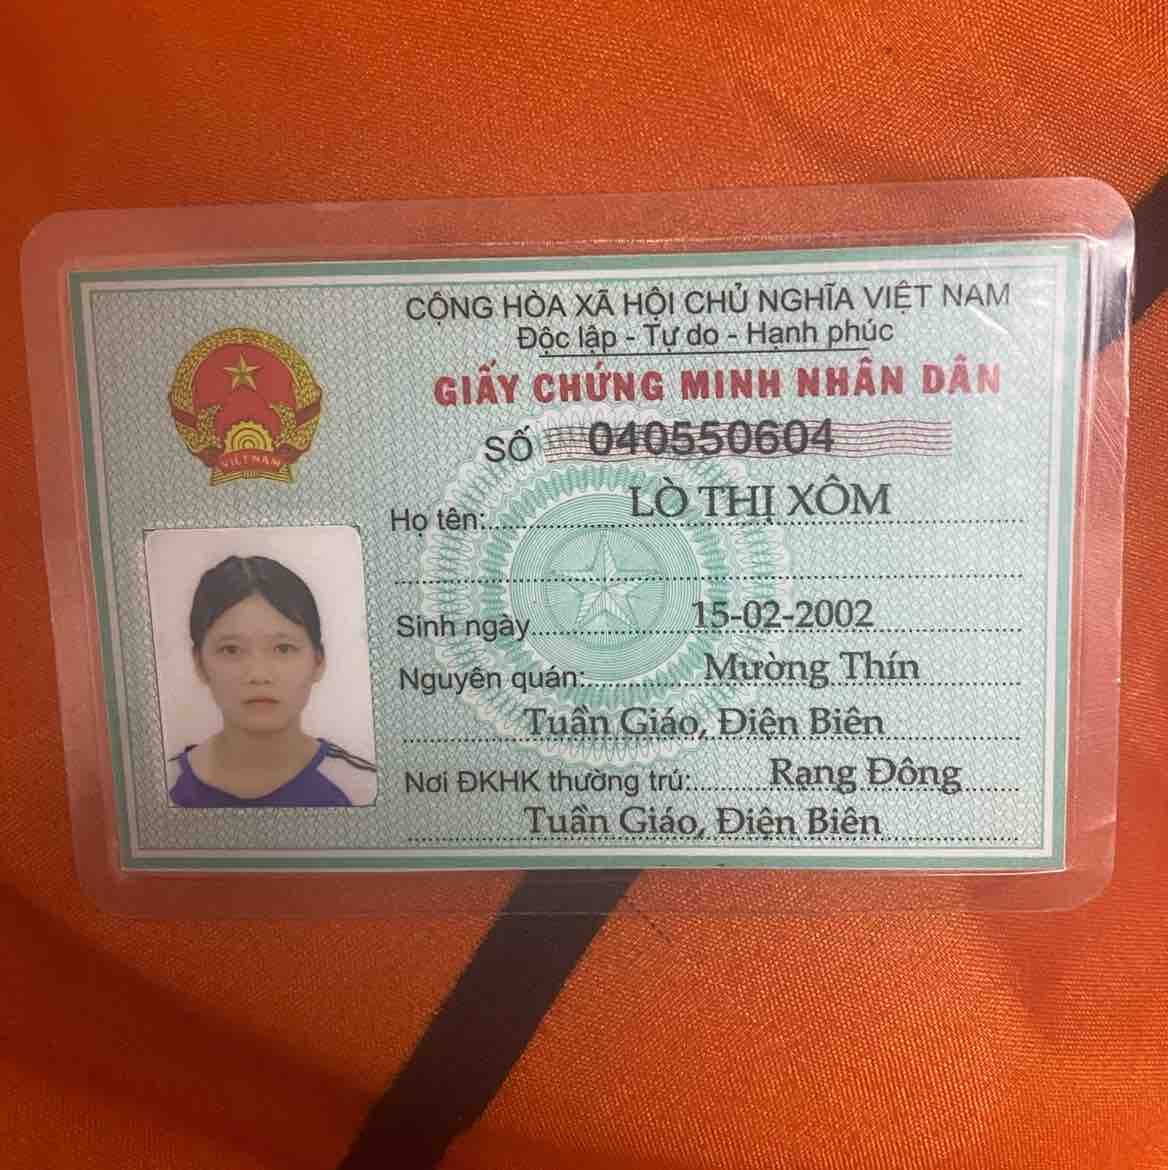 CỘNG HÒA XÃ HỘI CHỦ NGHĨA VIỆT NAM
Độc lập - Tự do - Hạnh phúc
GIẤY CHỨNG MINH NHÂN DÂN
SỐ 040550604
VIỆT NAM
Họ tên: LÒ THỊ XÔM
Sinh ngày 15-02-2002
Nguyên quán: Mường Thín
Tuần Giáo, Điện Biên
Nơi ĐKHK thường trú: Rạng Đông
Tuần Giáo, Điện Biên